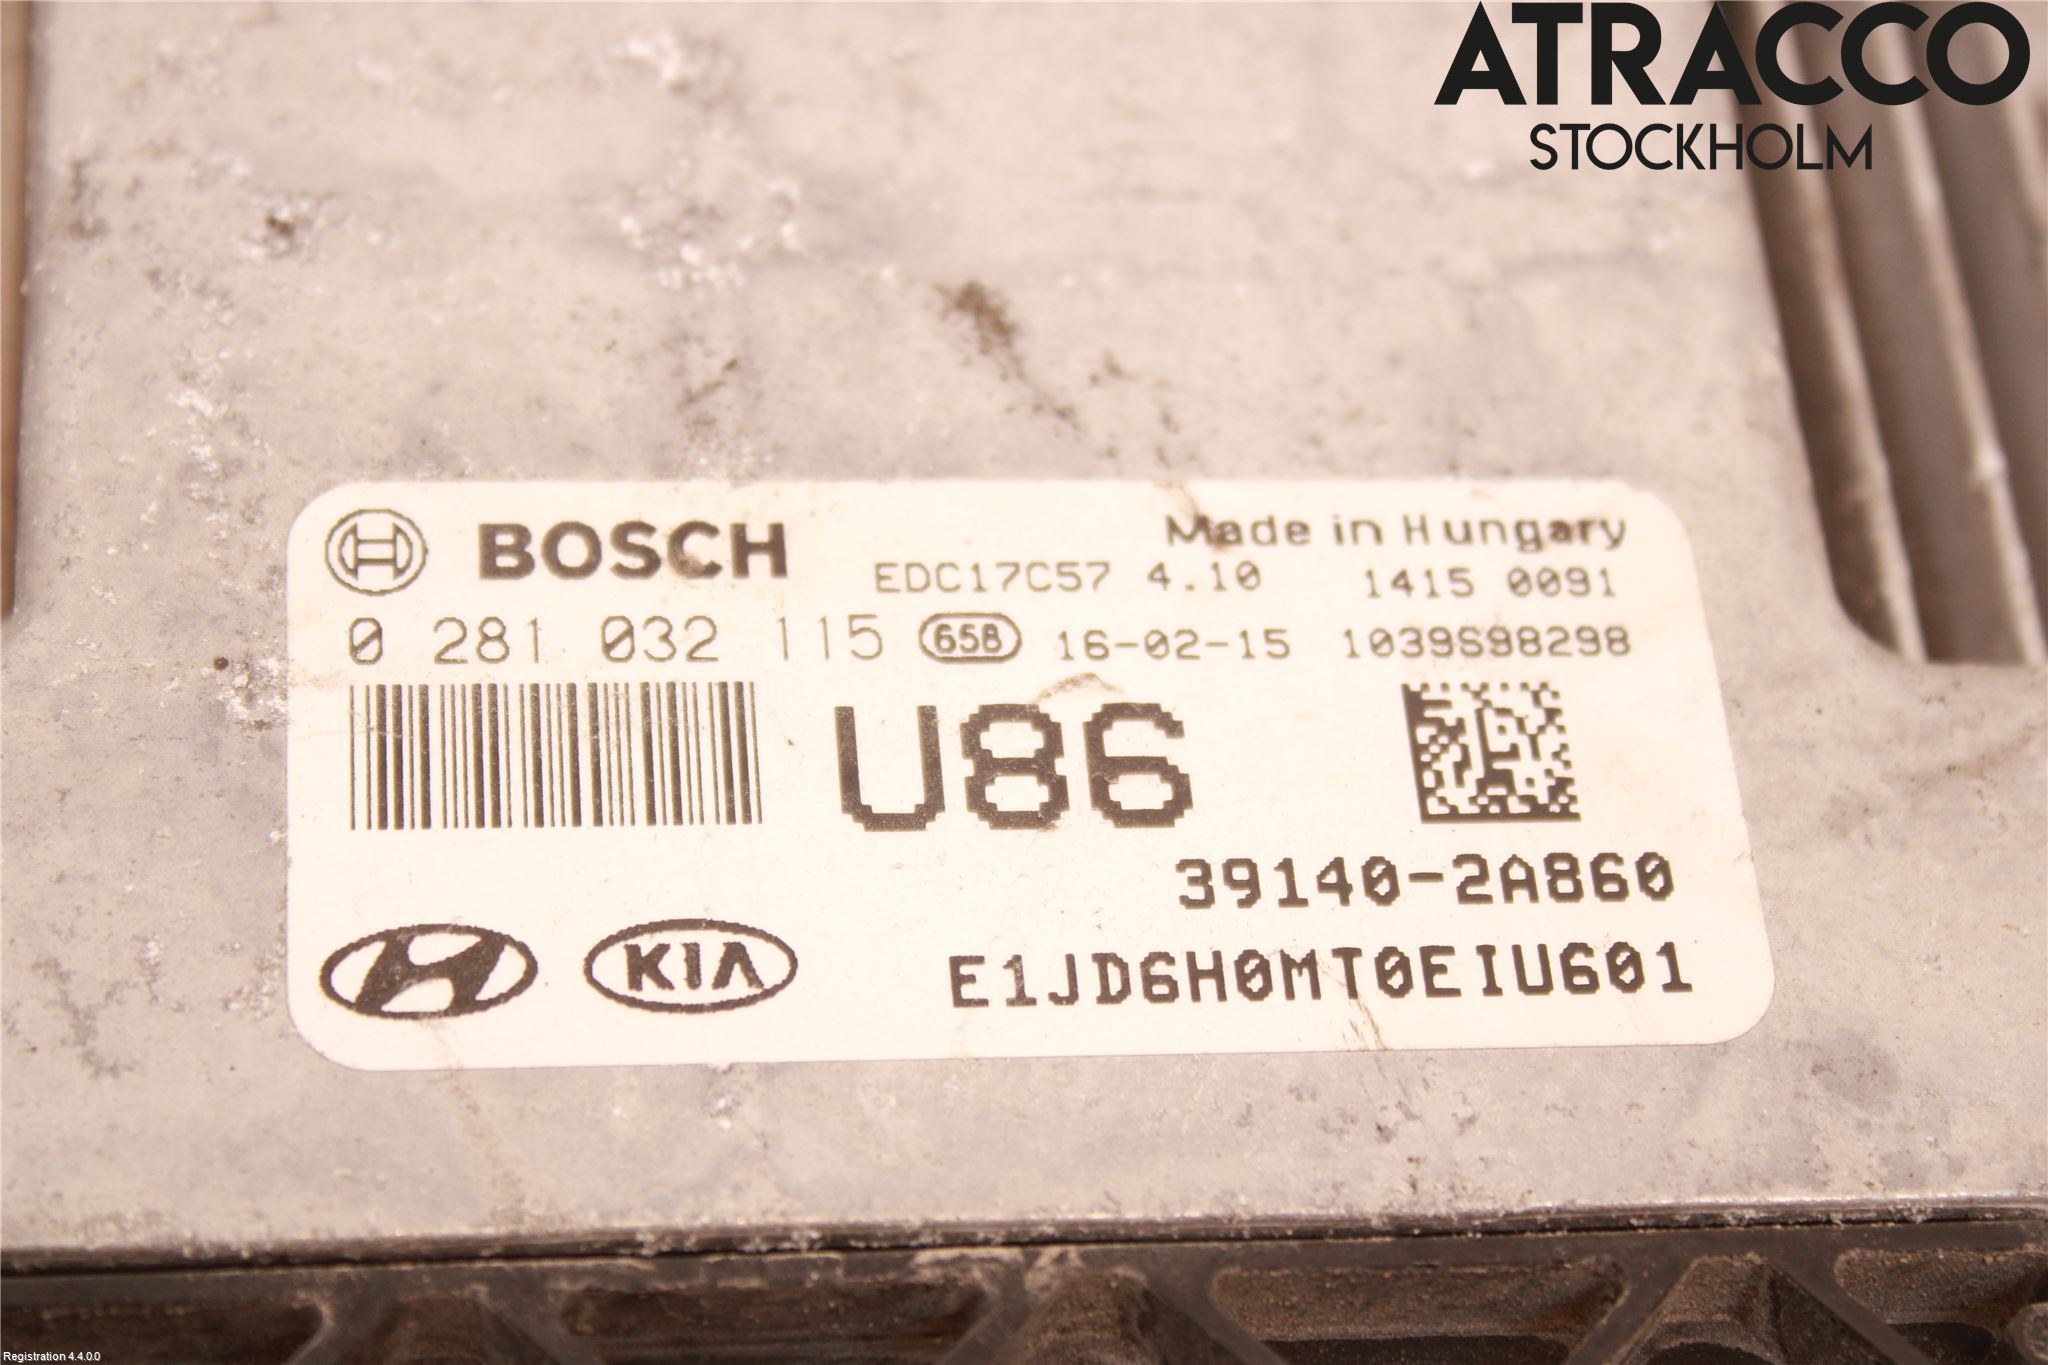 ATRACCO
STOCKHOLM
BOSCH
Made in Hungary
EDC17C57 4.10 1415 0091
0 281 032 115 65B 16-02-15 1039S98298
U86
39140-2A860
KIA
E1JD6H0MT0EIU601
Registration 4.4.0.0